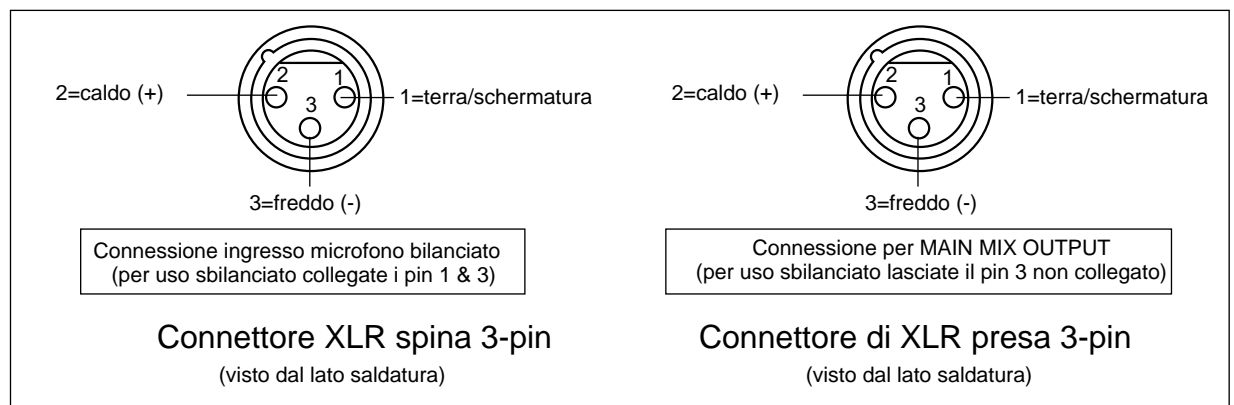 2 1
3
2=caldo (+)
1=terra/schermatura
3=freddo (-)
Connessione ingresso microfono bilanciato
(per uso sbilanciato collegate i pin 1 & 3)
Connettore XLR spina 3-pin
(visto dal lato saldatura)
2 1
3
2=caldo (+)
1=terra/schermatura
3=freddo (-)
Connessione per MAIN MIX OUTPUT
(per uso sbilanciato lasciate il pin 3 non collegato)
Connettore di XLR presa 3-pin
(visto dal lato saldatura)